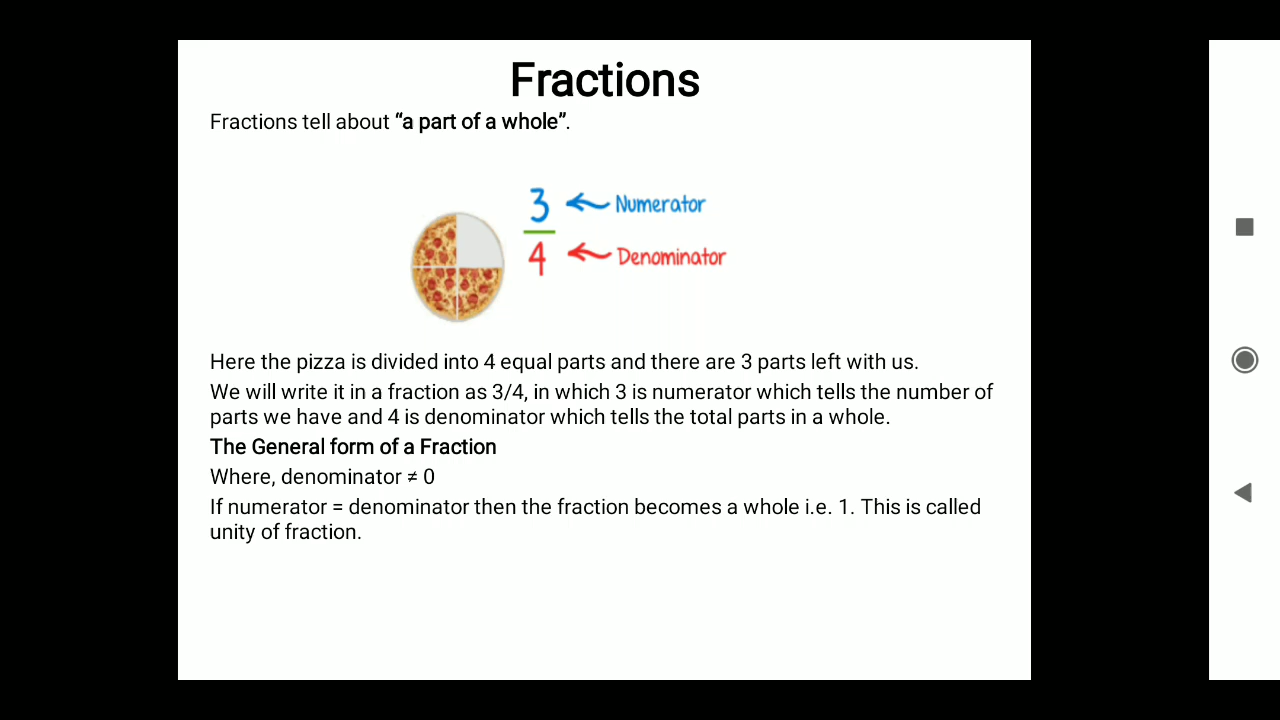 Fractions
Fractions tell about “a part of a whole”.
3 Numerator
4 Denominator
Here the pizza is divided into 4 equal parts and there are 3 parts left with us.
We will write it in a fraction as 3/4, in which 3 is numerator which tells the number of
parts we have and 4 is denominator which tells the total parts in a whole.
The General form of a Fraction
Where, denominator ≠ 0
If numerator = denominator then the fraction becomes a whole i.e. 1. This is called
unity of fraction.